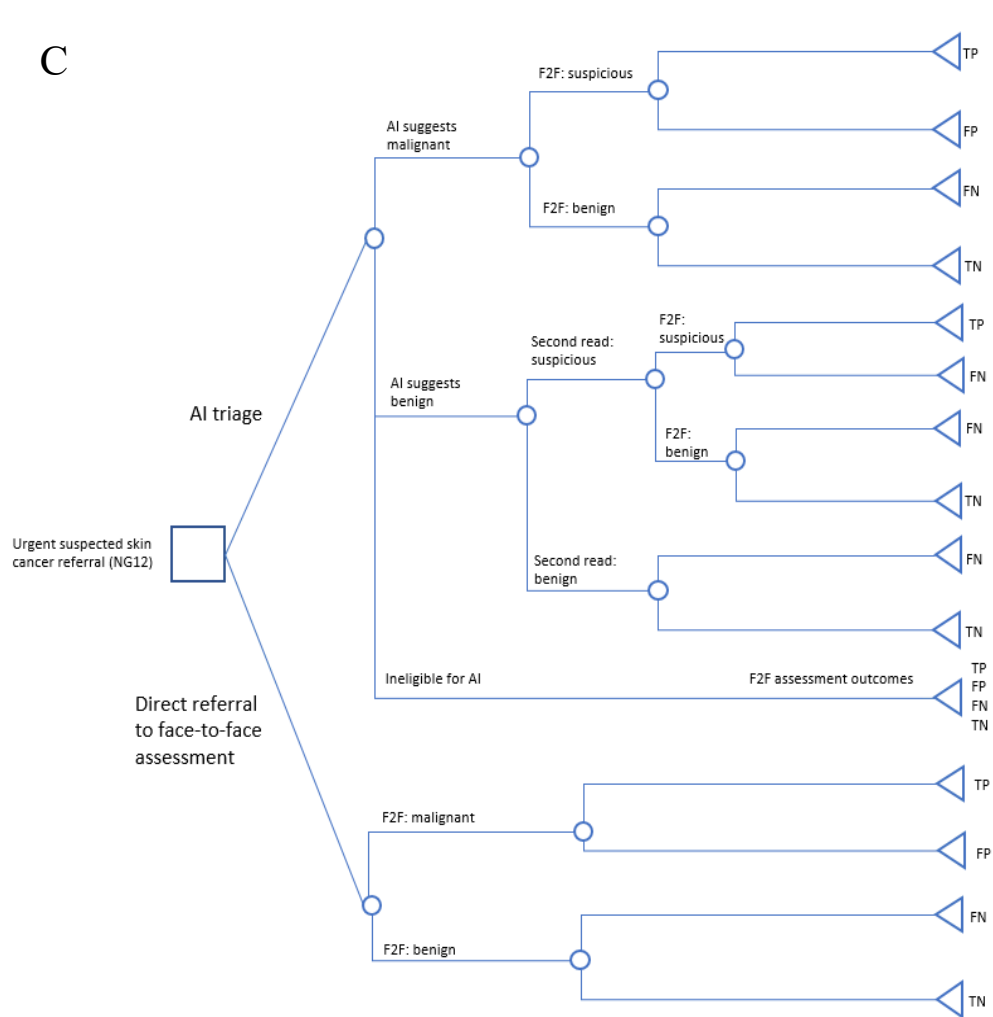 C
F2F: suspicious
TP
FP
AI suggests
malignant
F2F: benign
FN
TN
AI triage
AI suggests
benign
Second read:
suspicious
F2F:
suspicious
TP
FN
F2F:
benign
FN
TN
Second read:
benign
FN
TN
Urgent suspected skin
cancer referral (NG12)
Ineligible for AI
F2F assessment outcomes
TP
FP
FN
TN
Direct referral
to face-to-face
assessment
F2F: malignant
TP
FP
F2F: benign
FN
TN